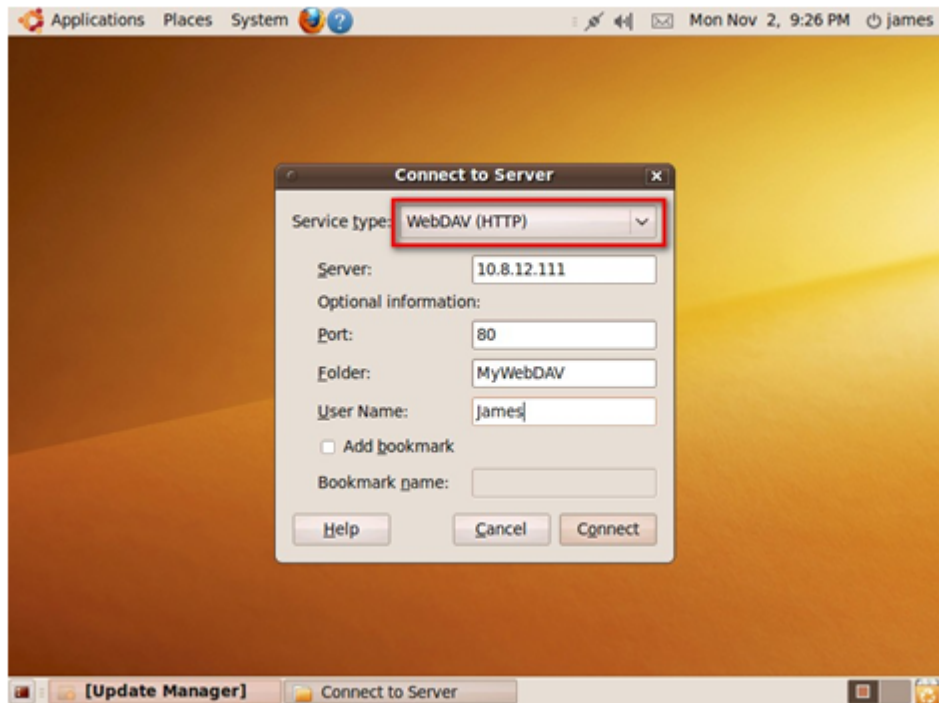 Applications Places System Mon Nov 2, 9:26 PM james
Connect to Server
Service type: WebDAV (HTTP)
Server: 10.8.12.111
Optional information:
Port: 80
Folder: MyWebDAV
User Name: James
Add bookmark
Bookmark name:
Help Cancel Connect
[Update Manager] Connect to Server